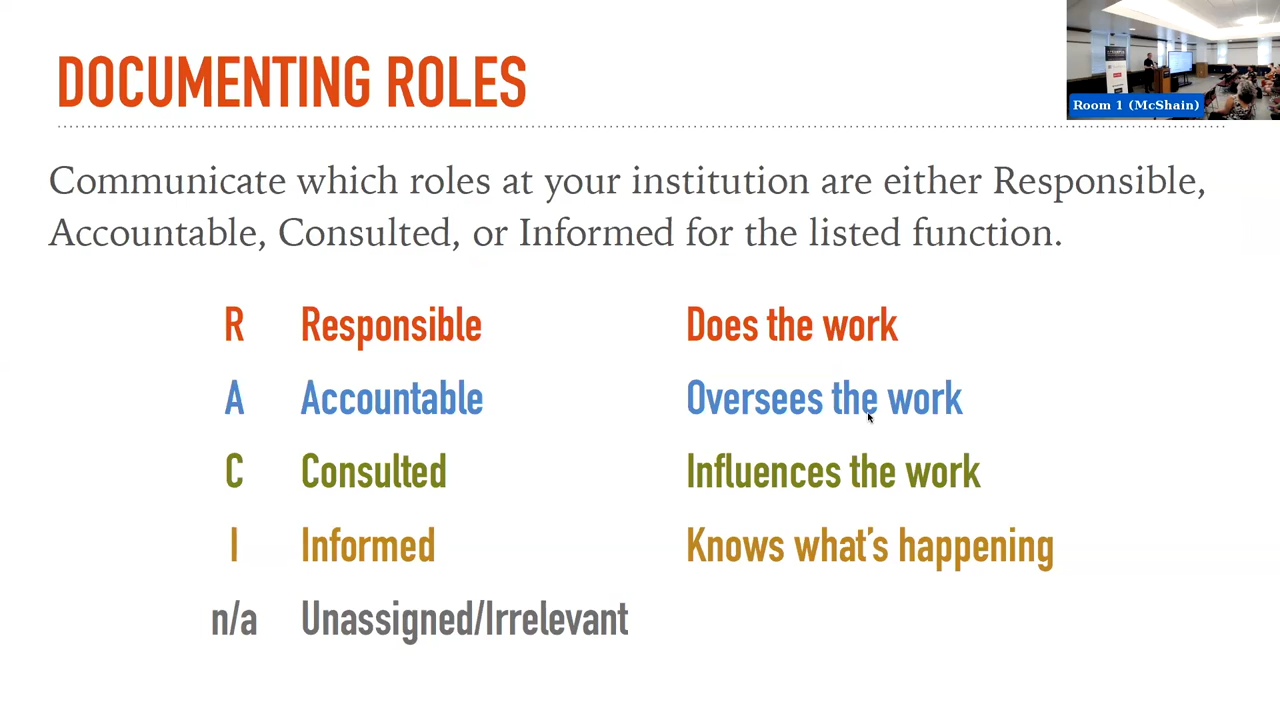 DOCUMENTING ROLES
Room 1 (McShain)
Communicate which roles at your institution are either Responsible,
Accountable, Consulted, or Informed for the listed function.
R Responsible Does the work
A Accountable Oversees the work
C Consulted Influences the work
I Informed Knows what's happening
n/a Unassigned/Irrelevant